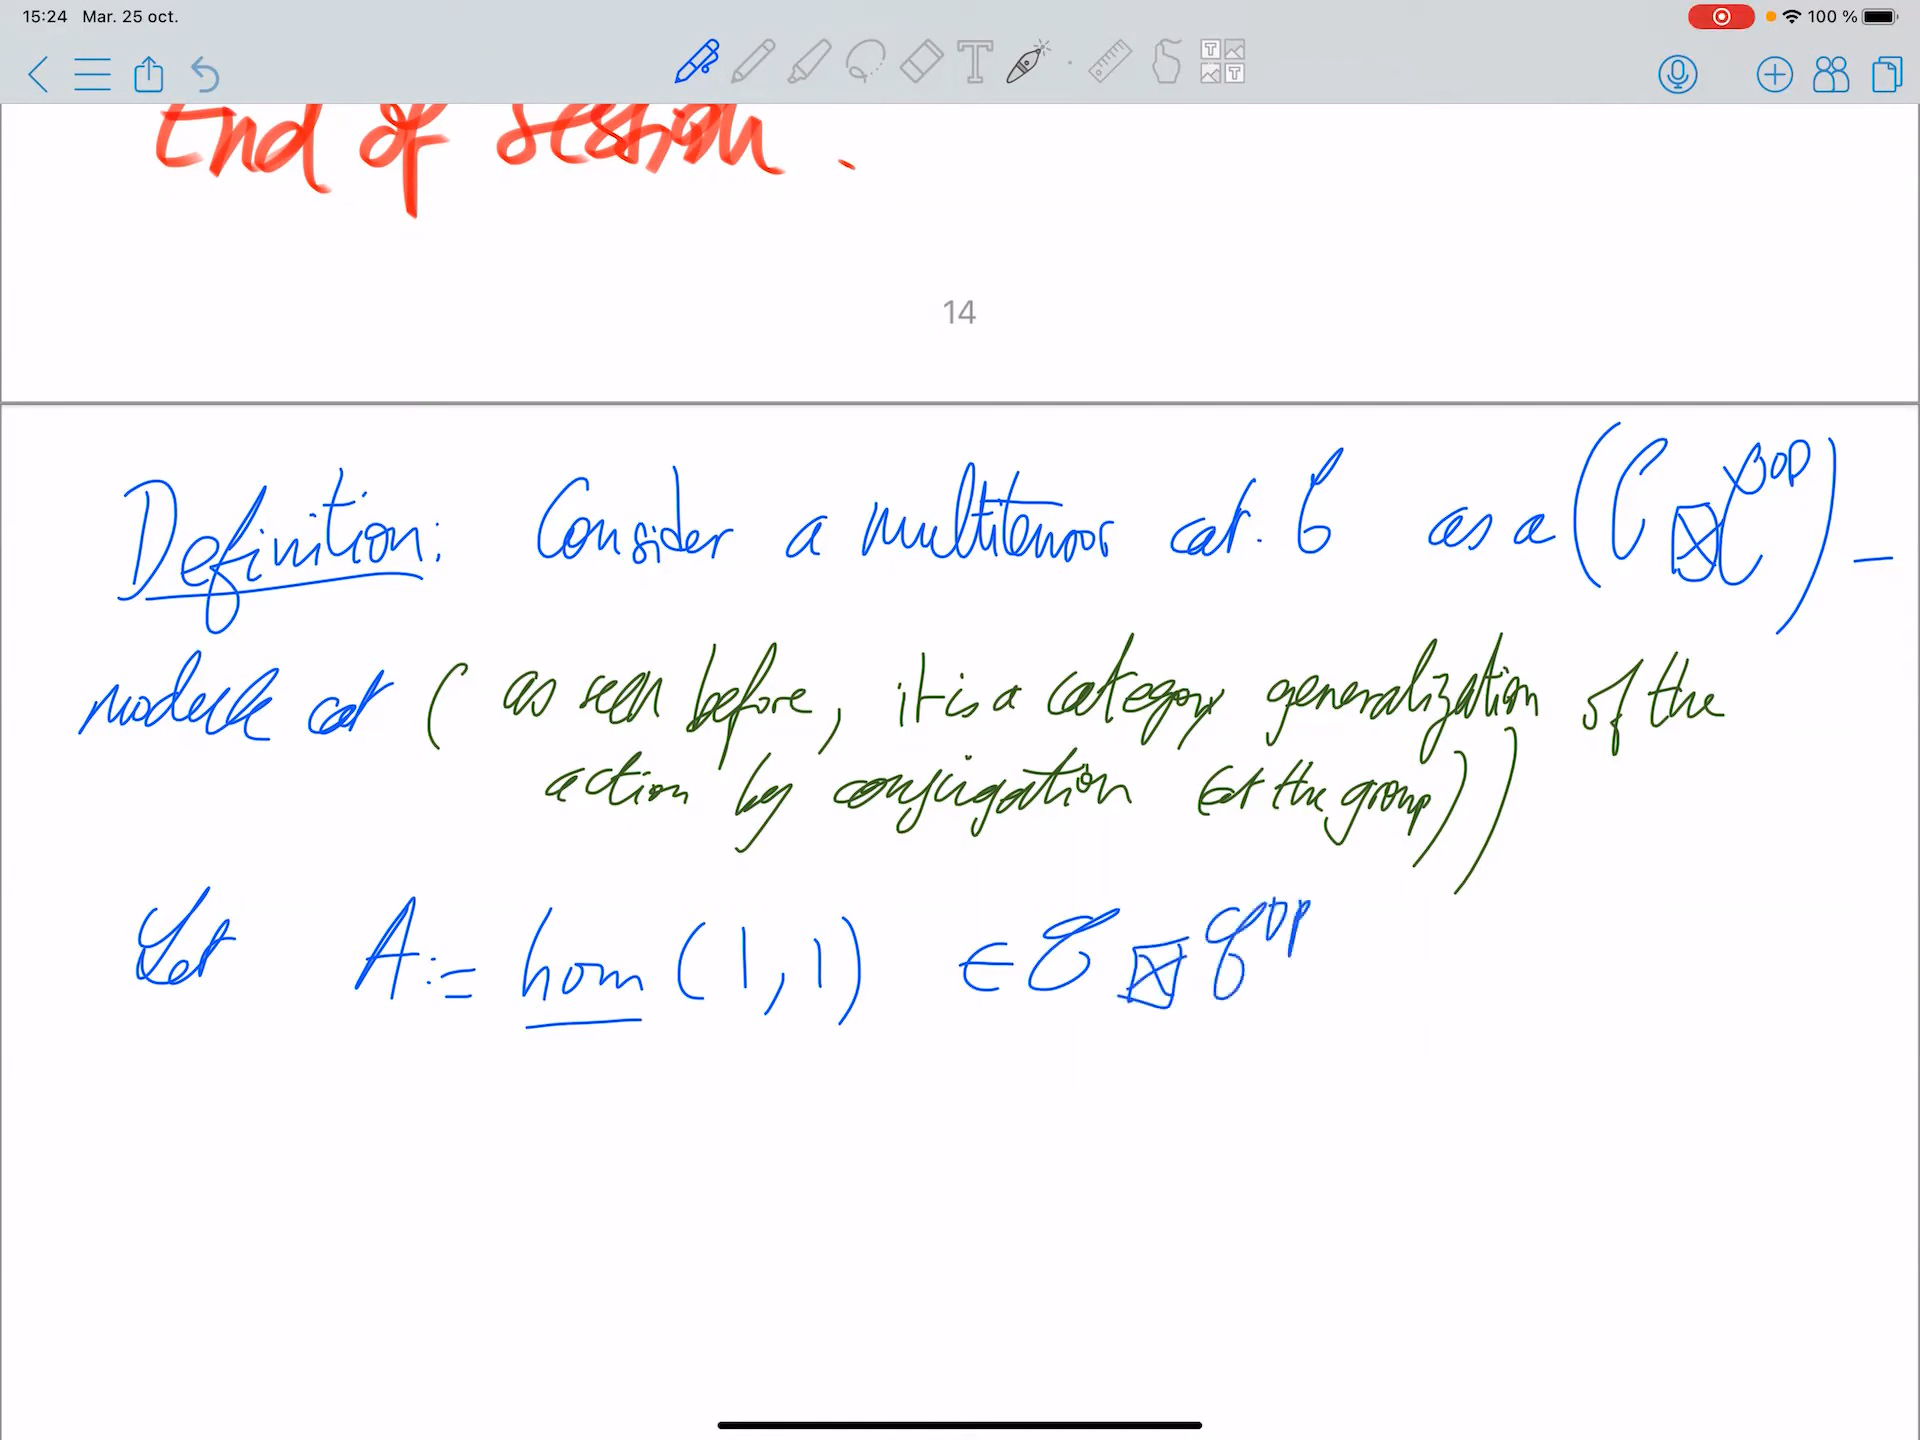 15:24 Mar. 25 oct. 100 %
End of session.
14
Definition: Consider a multitensor cat. C as a (C ⊠ C^op) -
module cat ( as seen before, it is a category generalization of the
action by conjugation (at the group))
Let A := hom (1, 1) ∈ C ⊠ C^op